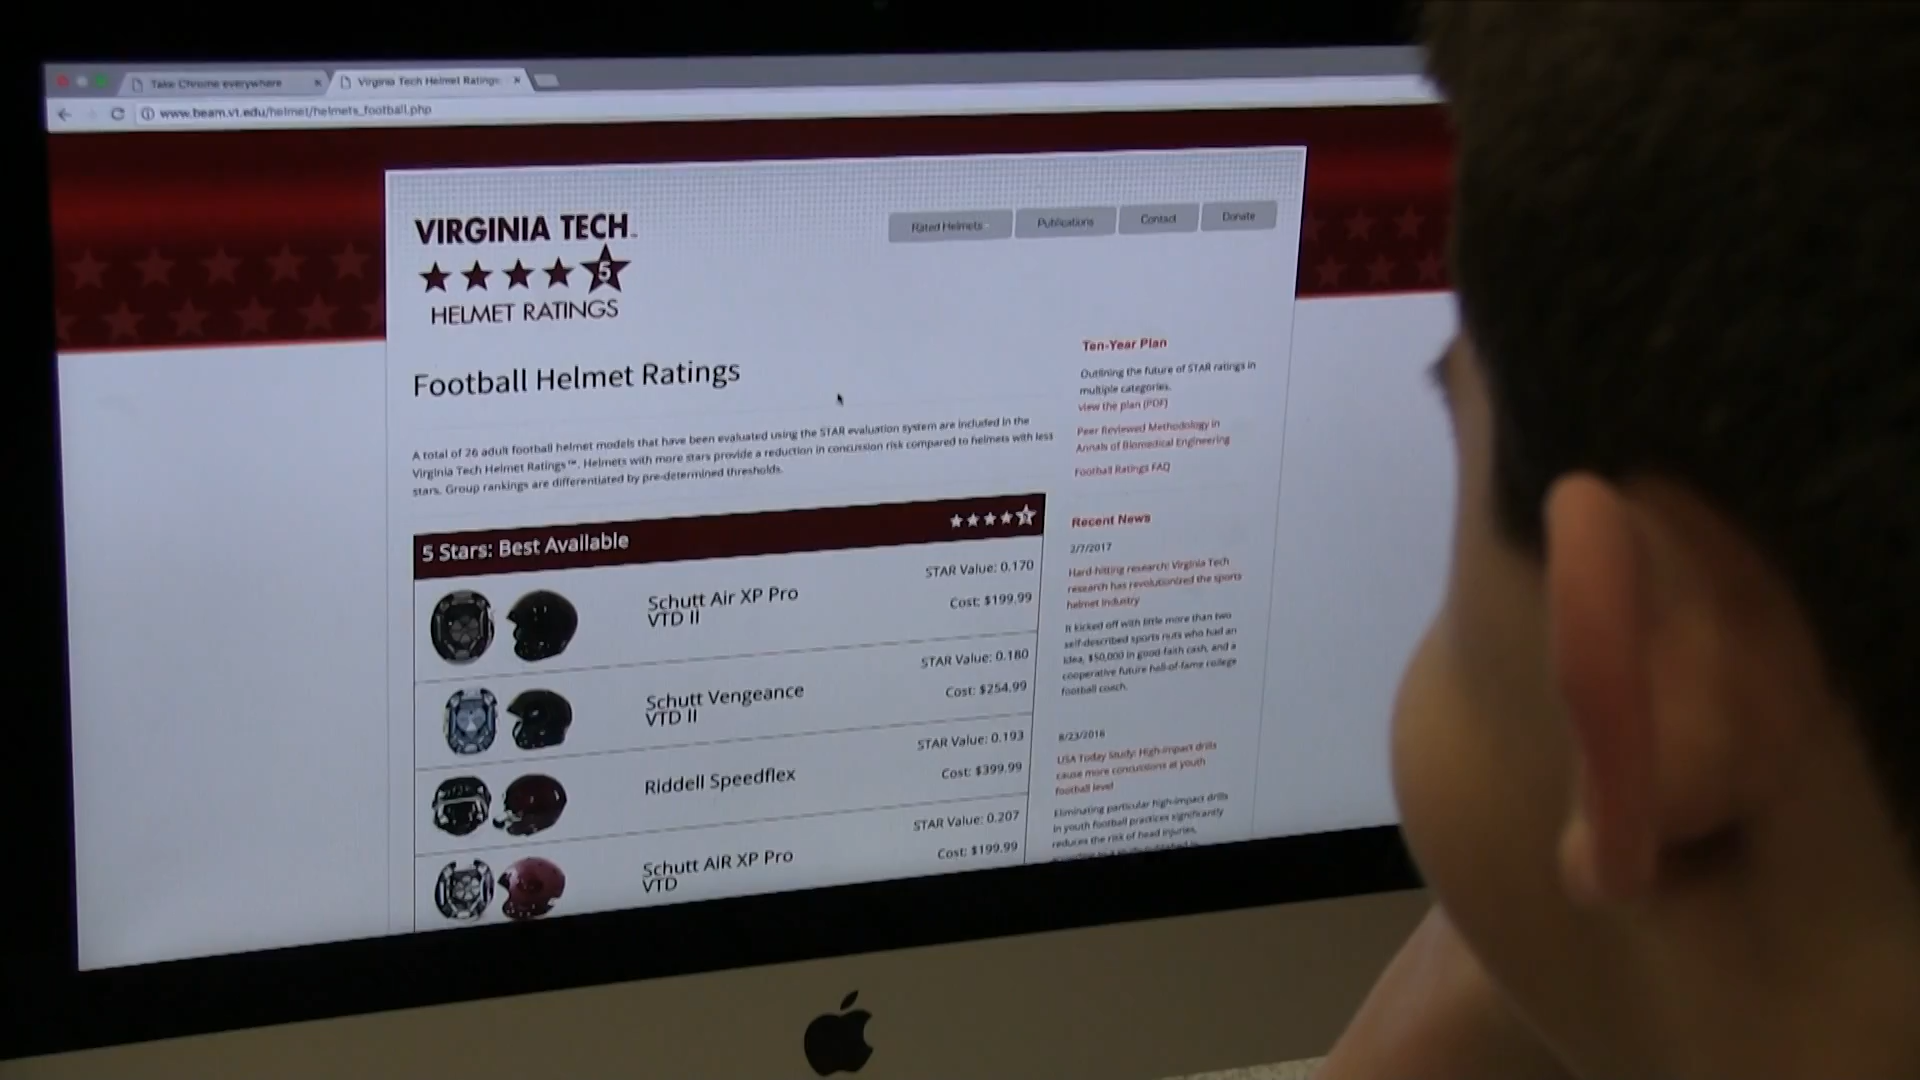 Take Chrome everywhere
Virginia Tech Helmet Ratings
www.beam.vt.edu/helmet/helmets_football.php
VIRGINIA TECH™
5
HELMET RATINGS
Rated Helmets
Publications
Contact
Donate
Football Helmet Ratings
A total of 26 adult football helmet models that have been evaluated using the STAR evaluation system are included in the
Virginia Tech Helmet Ratings™. Helmets with more stars provide a reduction in concussion risk compared to helmets with less
stars. Group rankings are differentiated by pre-determined thresholds.
5 Stars: Best Available
Schutt Air XP Pro
VTD II
STAR Value: 0.170
Cost: $199.99
Schutt Vengeance
VTD II
STAR Value: 0.180
Cost: $254.99
Riddell Speedflex
STAR Value: 0.193
Cost: $399.99
Schutt AIR XP Pro
VTD
STAR Value: 0.207
Cost: $199.99
Ten-Year Plan
Outlining the future of STAR ratings in
multiple categories.
view the plan (PDF)
Peer Reviewed Methodology in
Annals of Biomedical Engineering
Football Ratings FAQ
Recent News
2/7/2017
Hard-hitting research: Virginia Tech
research has revolutionized the sports
helmet industry
It kicked off with little more than two
self-described sports nuts who had an
idea, $50,000 in good-faith cash, and a
cooperative future hall-of-fame college
football coach.
8/23/2016
USA Today Study: High-impact drills
cause more concussions at youth
football level
Eliminating particular high-impact drills
in youth football practices significantly
reduces the risk of head injuries,